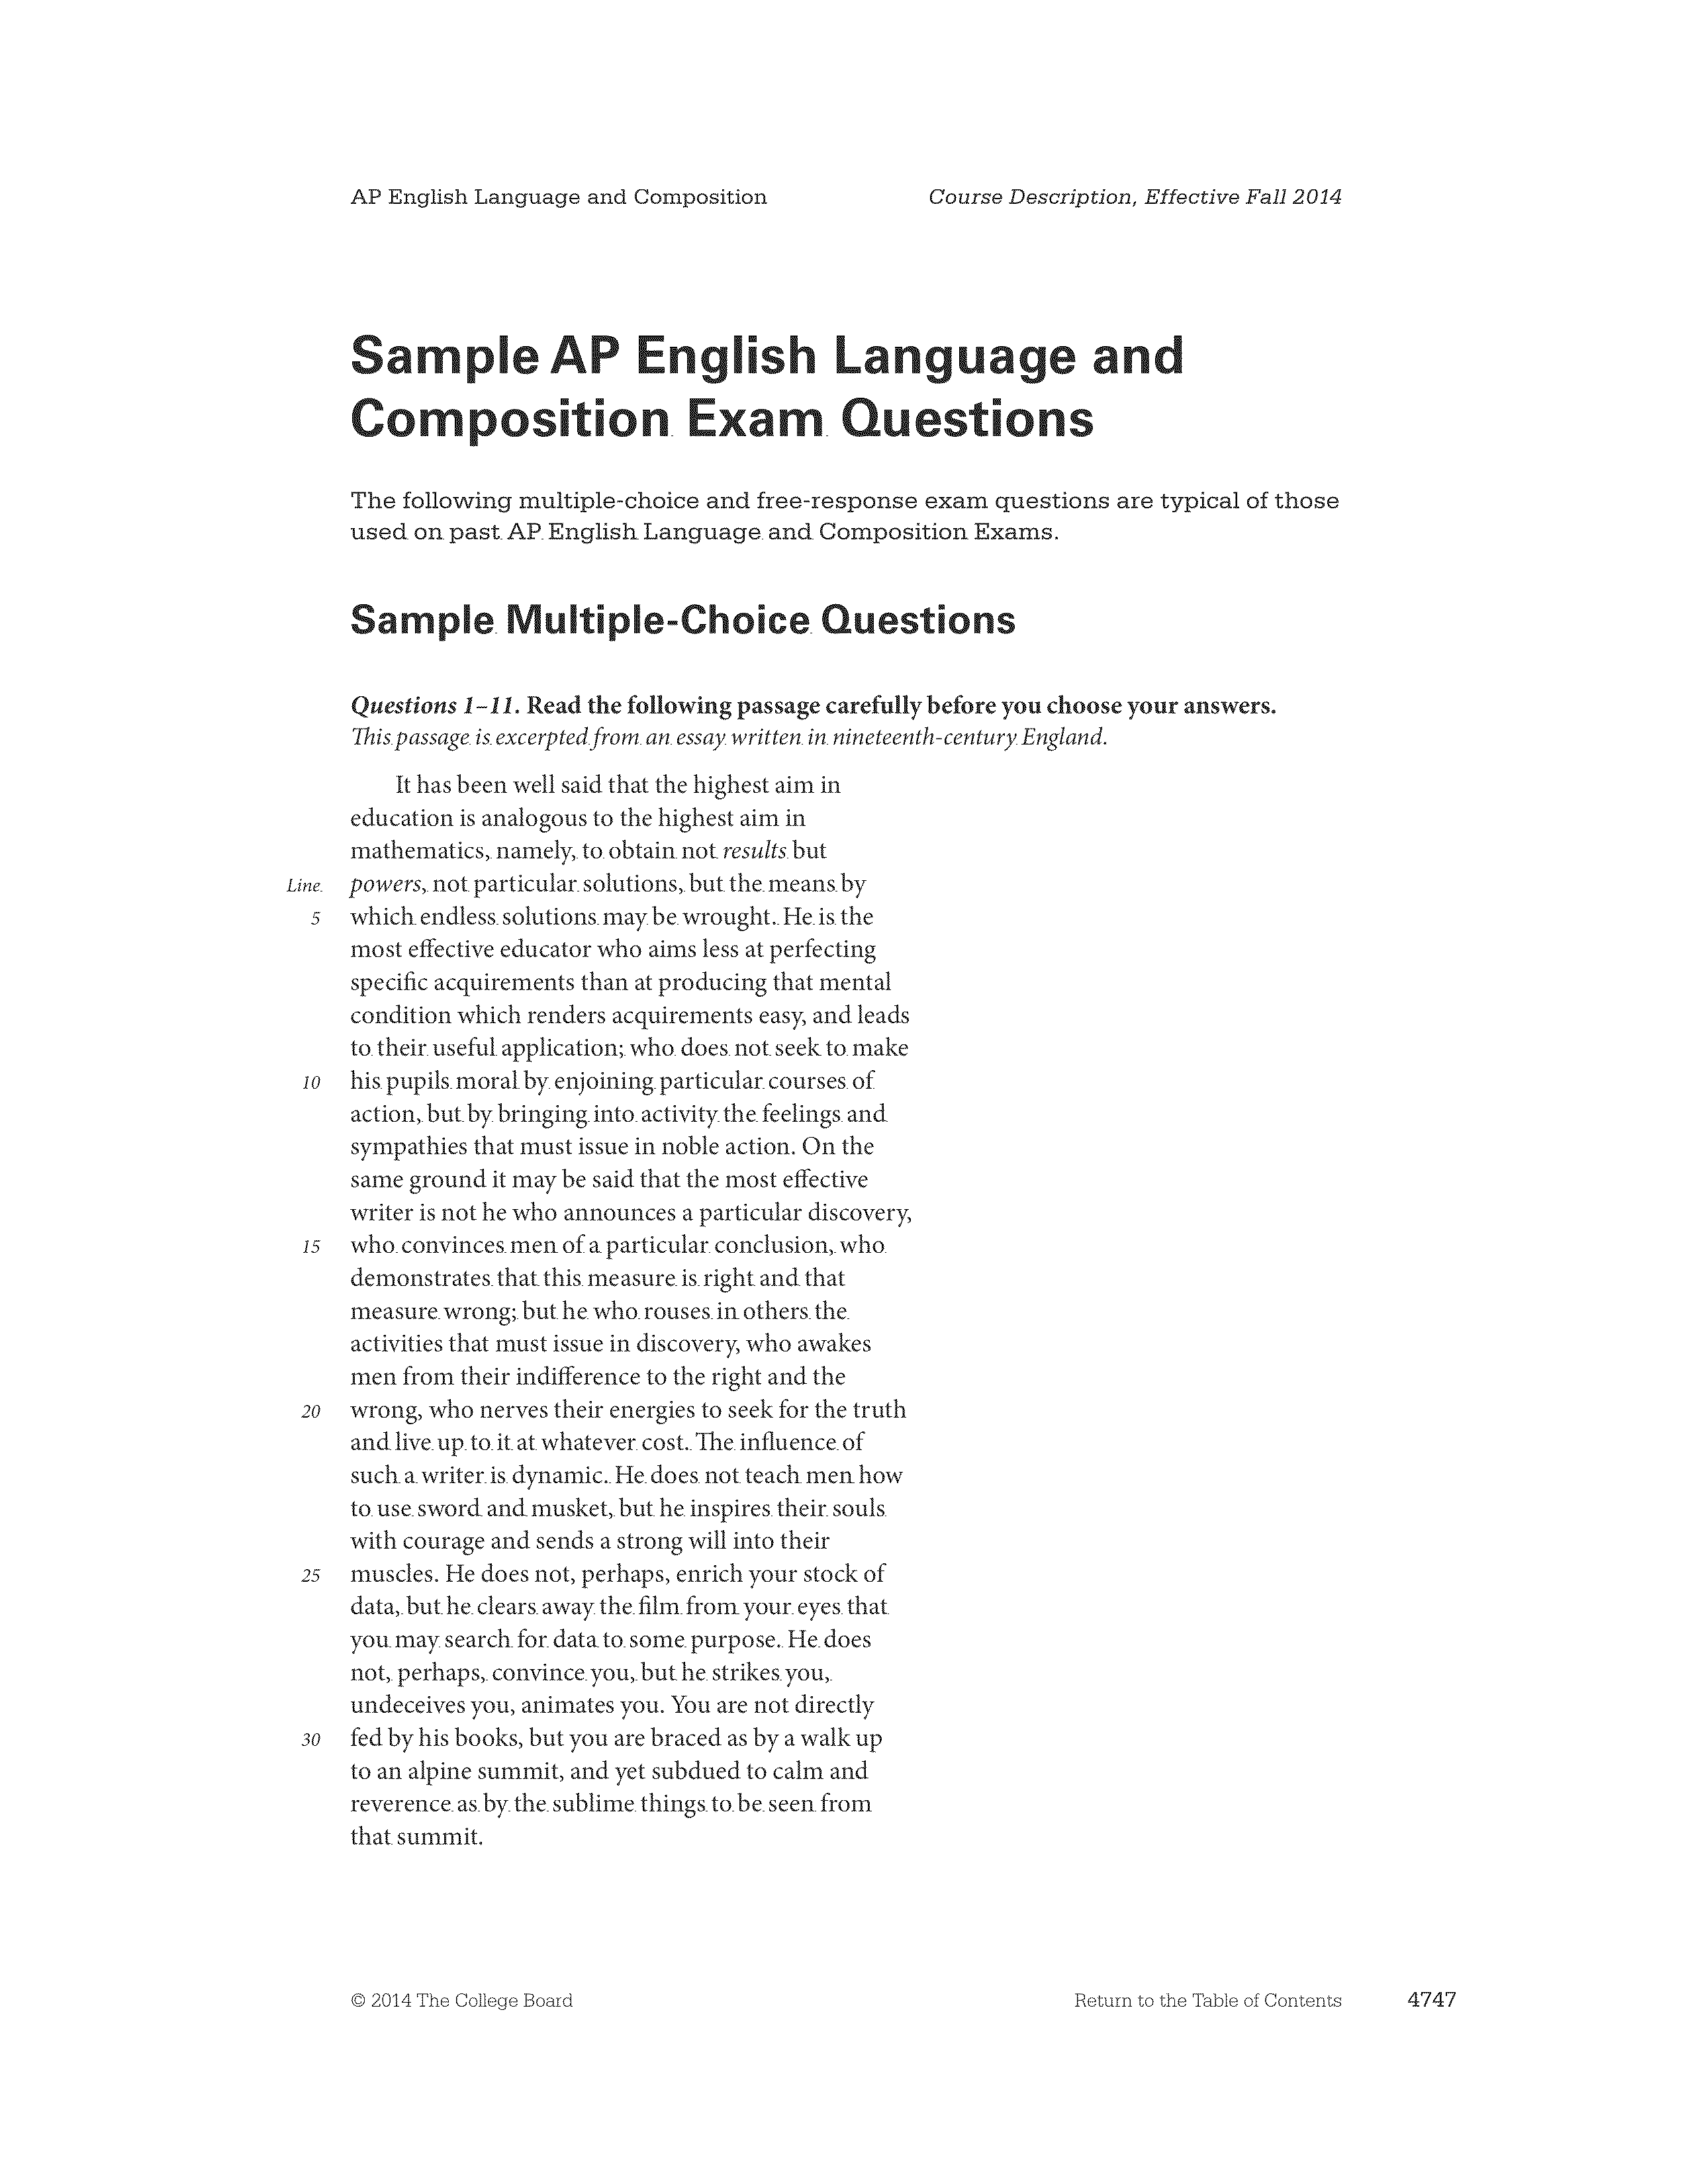 AP English Language and Composition
Course Description, Effective Fall 2014
Sample AP English Language and
Composition Exam Questions
The following multiple-choice and free-response exam questions are typical of those
used on past AP English Language and Composition Exams.
Sample Multiple-Choice Questions
Questions 1–11. Read the following passage carefully before you choose your answers.
This passage is excerpted from an essay written in nineteenth-century England.
It has been well said that the highest aim in
education is analogous to the highest aim in
mathematics, namely, to obtain not results but
Line powers, not particular solutions, but the means by
5 which endless solutions may be wrought. He is the
most effective educator who aims less at perfecting
specific acquirements than at producing that mental
condition which renders acquirements easy, and leads
to their useful application; who does not seek to make
10 his pupils moral by enjoining particular courses of
action, but by bringing into activity the feelings and
sympathies that must issue in noble action. On the
same ground it may be said that the most effective
writer is not he who announces a particular discovery,
15 who convinces men of a particular conclusion, who
demonstrates that this measure is right and that
measure wrong; but he who rouses in others the
activities that must issue in discovery, who awakes
men from their indifference to the right and the
20 wrong, who nerves their energies to seek for the truth
and live up to it at whatever cost. The influence of
such a writer is dynamic. He does not teach men how
to use sword and musket, but he inspires their souls
with courage and sends a strong will into their
25 muscles. He does not, perhaps, enrich your stock of
data, but he clears away the film from your eyes that
you may search for data to some purpose. He does
not, perhaps, convince you, but he strikes you,
undeceives you, animates you. You are not directly
30 fed by his books, but you are braced as by a walk up
to an alpine summit, and yet subdued to calm and
reverence as by the sublime things to be seen from
that summit.
© 2014 The College Board
Return to the Table of Contents
4747